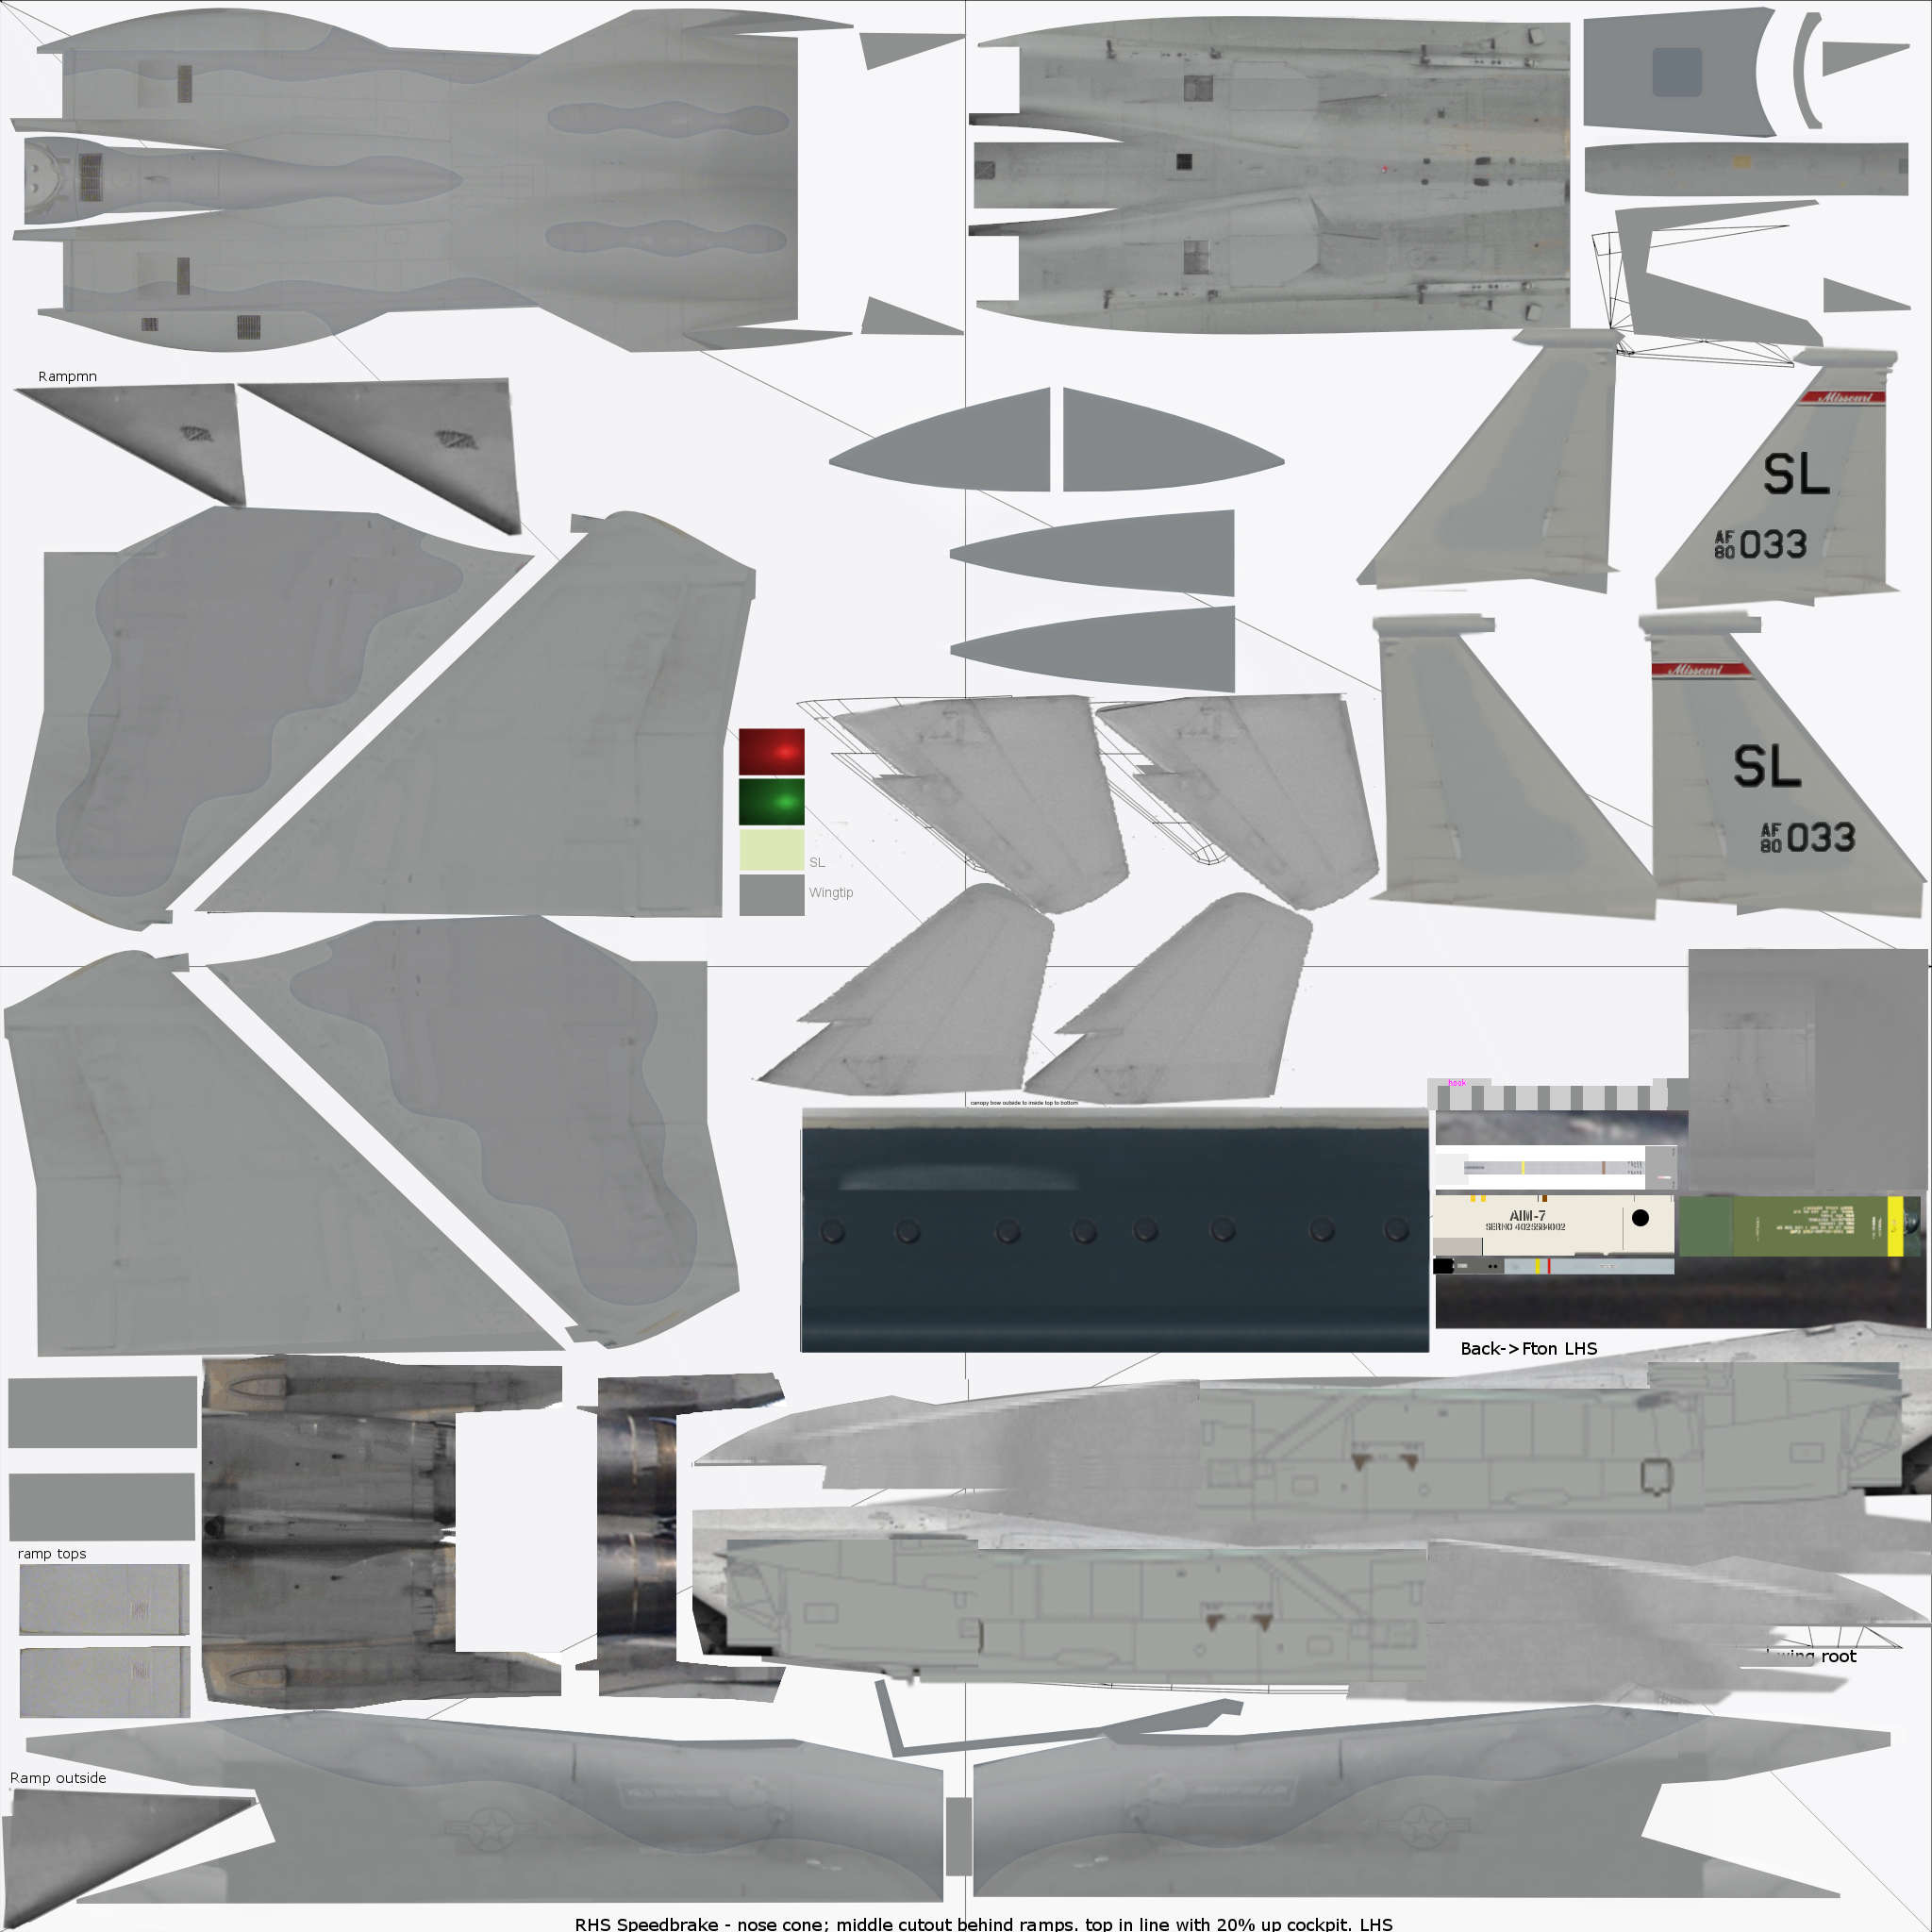 Rampmn
Missouri
SL
AF
80 033
Missouri
SL
AF
80 033
SL
Wingtip
canopy bow outside to inside top to bottom
hook
AIM-7
SERNO 4025584002
Back->Fton LHS
ramp tops
wing root
Ramp outside
RHS Speedbrake - nose cone; middle cutout behind ramps. top in line with 20% up cockpit. LHS